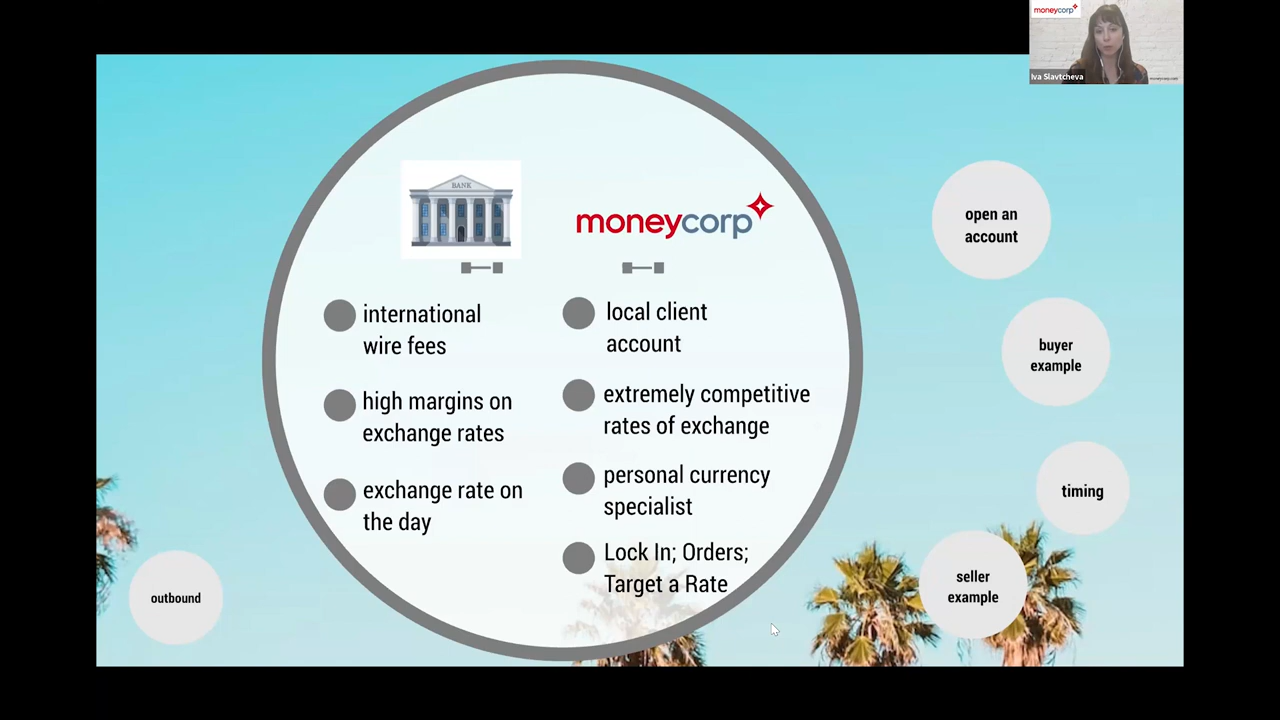 moneycorp
Iva Slavtcheva
moneycorp.com
BANK
moneycorp
international
wire fees
high margins on
exchange rates
exchange rate on
the day
local client
account
extremely competitive
rates of exchange
personal currency
specialist
Lock In; Orders;
Target a Rate
open an
account
buyer
example
timing
seller
example
outbound